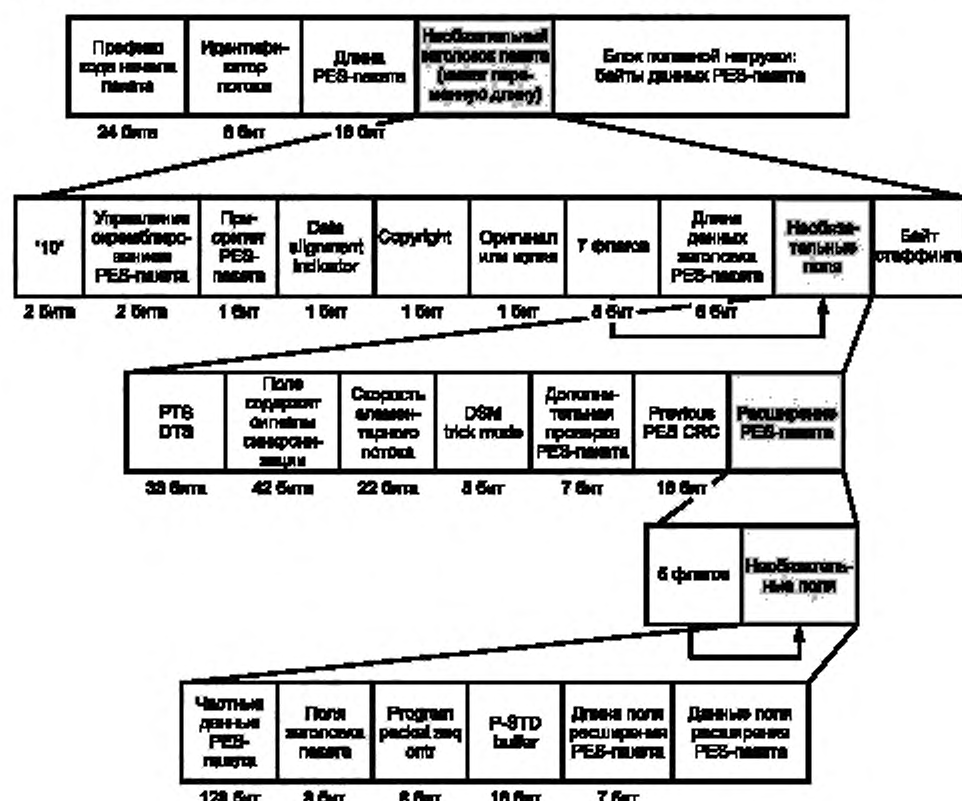 Префикс
кода начала
пакета
Идентифи-
катор
потока
Длина
PES-пакета
Необязательный
заголовок пакета
(имеет пере-
менную длину)
Блок полезной нагрузки:
байты данных PES-пакета
24 бита
8 бит
16 бит
"10"
Управление
скремблиро-
ванием
PES-пакета
При-
оритет
PES-
пакета
Data
alignment
indicator
Copyright
Оригинал
или копия
7 флагов
Длина
данных
заголовка
PES-пакета
Необяза-
тельные
поля
Байт
стаффинга
2 бита
2 бита
1 бит
1 бит
1 бит
1 бит
8 бит
8 бит
PTS
DTS
Поле
содержит
сигналы
синхрони-
зации
Скорость
элемен-
тарного
потока
DSM
trick mode
Дополни-
тельная
проверка
PES-пакета
Previous
PES CRC
Расширение
PES-пакета
33 бита
42 бита
22 бита
8 бит
7 бит
16 бит
5 флагов
Необязатель-
ные поля
Частные
данные
PES-
пакета
Поля
заголовка
пакета
Program
packet seq
cntr
P-STD
buffer
Длина поля
расширения
PES-пакета
Данные поля
расширения
PES-пакета
128 бит
8 бит
8 бит
16 бит
7 бит